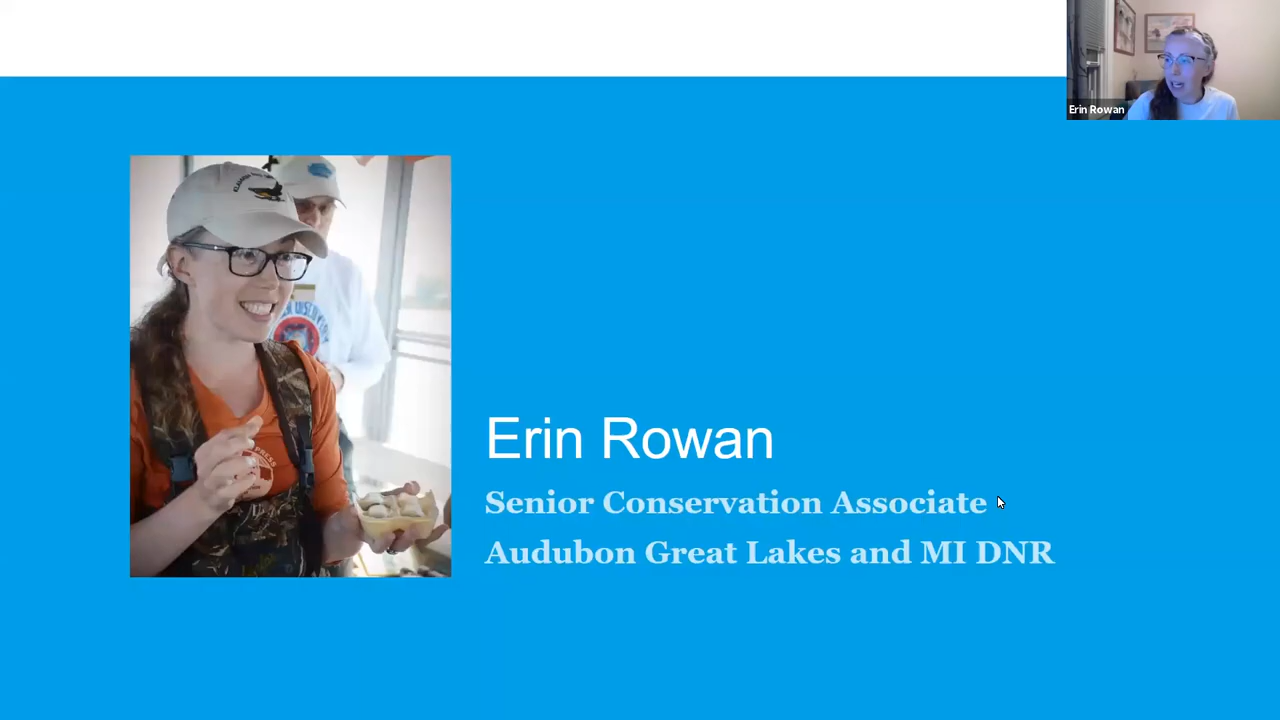 Erin Rowan
Erin Rowan
Senior Conservation Associate
Audubon Great Lakes and MI DNR